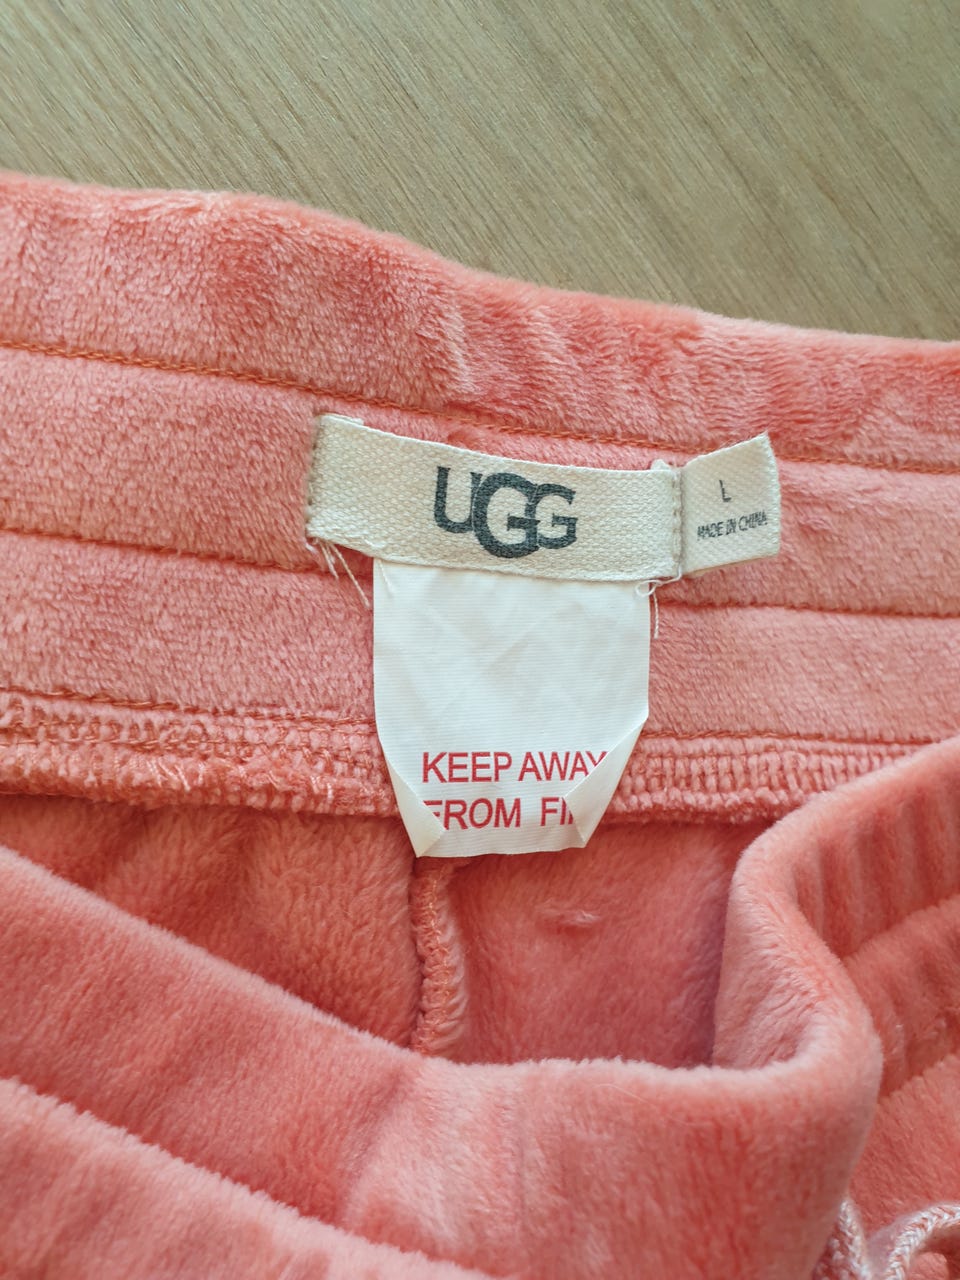 UGG
L
MADE IN CHINA
KEEP AWAY
FROM FI